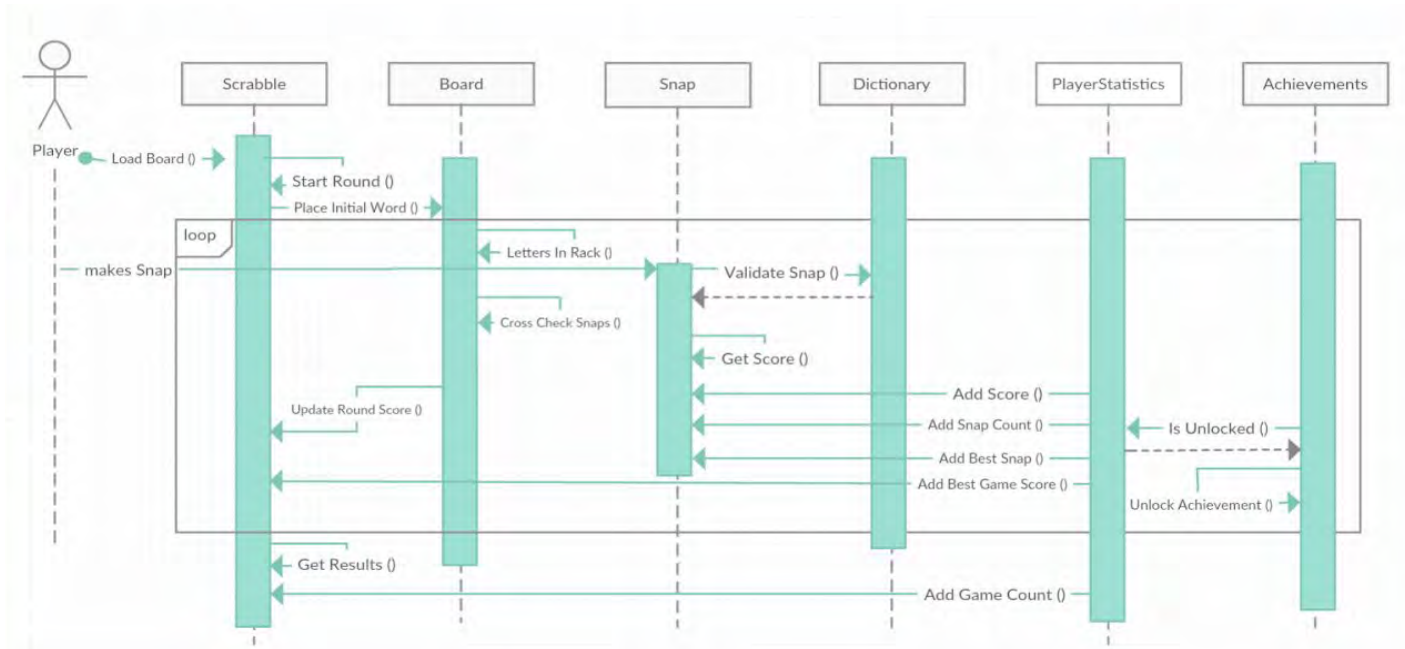 Scrabble
Board
Snap
Dictionary
PlayerStatistics
Achievements
Player
Load Board ()
Start Round ()
Place Initial Word ()
loop
Letters In Rack ()
makes Snap
Validate Snap ()
Cross Check Snaps ()
Get Score ()
Add Score ()
Update Round Score ()
Add Snap Count ()
Is Unlocked ()
Add Best Snap ()
Add Best Game Score ()
Unlock Achievement ()
Get Results ()
Add Game Count ()